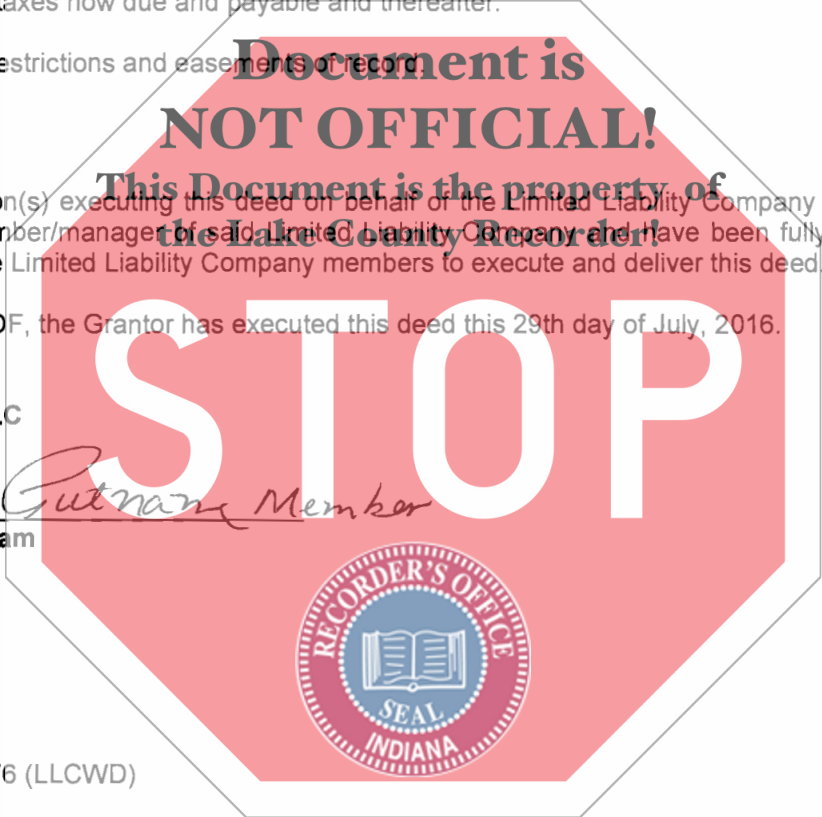 axes now due and payable and thereafter.
estrictions and easements of record.
Document is
NOT OFFICIAL!
This Document is the property of
the Lake County Recorder!
n(s) executing this deed on behalf of the Limited Liability Company
nber/manager of said Limited Liability Company and have been fully
Limited Liability Company members to execute and deliver this deed.
OF, the Grantor has executed this deed this 29th day of July, 2016.
STOP
LC
Putnam Member
am
RECORDER'S OFFICE
SEAL
INDIANA
6 (LLCWD)